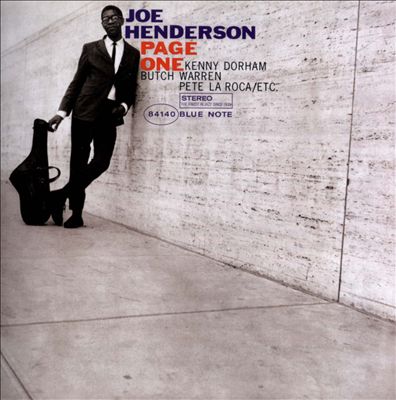 JOE
HENDERSON
PAGE
ONE KENNY DORHAM
BUTCH WARREN
PETE LA ROCA/ETC.
STEREO
84140 BLUE NOTE